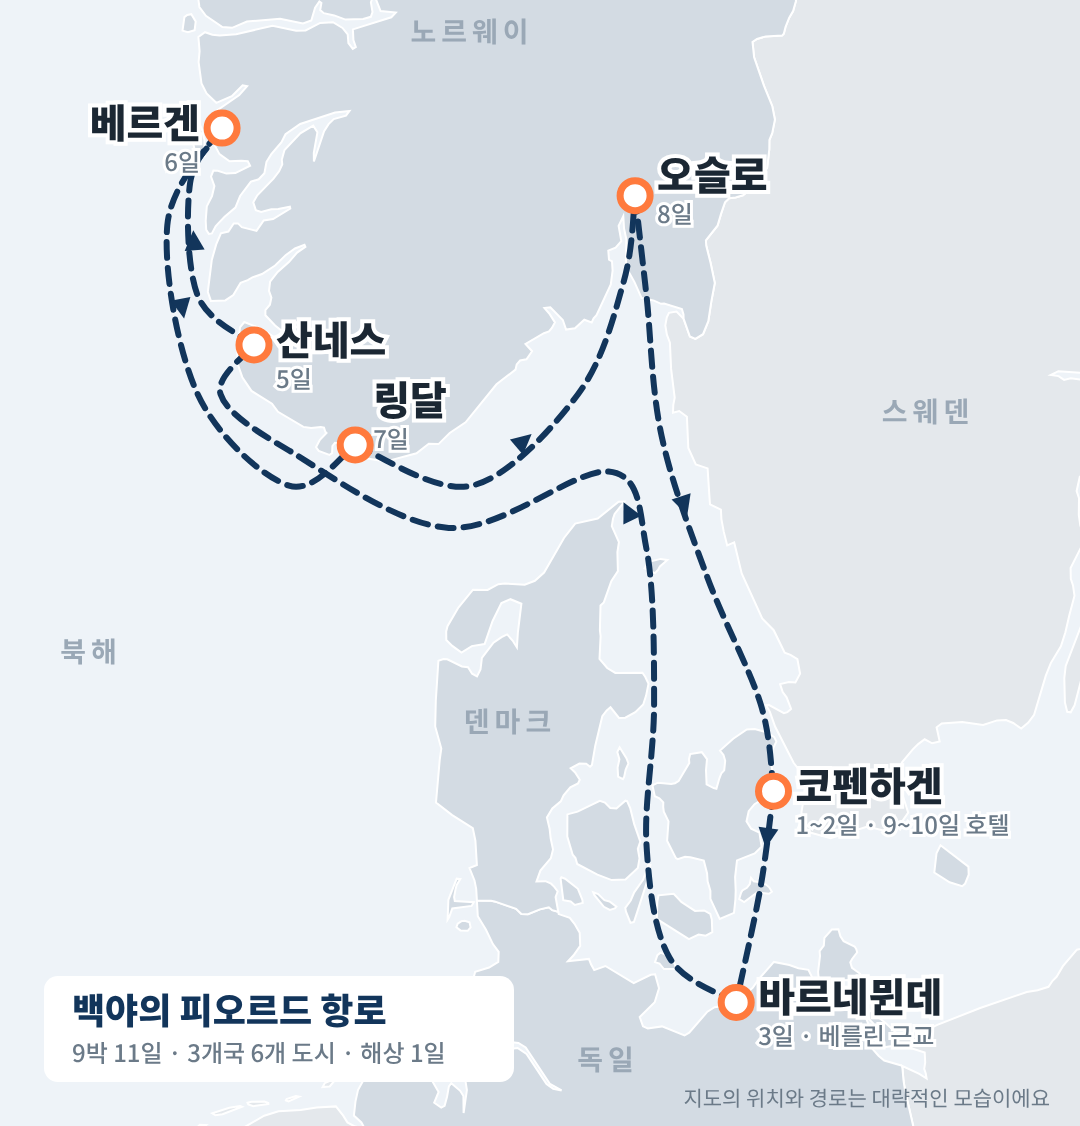 노르웨이
베르겐
6일
오슬로
8일
산네스
5일
링달
7일
스웨덴
북해
덴마크
코펜하겐
1~2일 · 9~10일 호텔
바르네뮌데
3일 · 베를린 근교
백야의 피오르드 항로
9박 11일 · 3개국 6개 도시 · 해상 1일
독일
지도의 위치와 경로는 대략적인 모습이에요